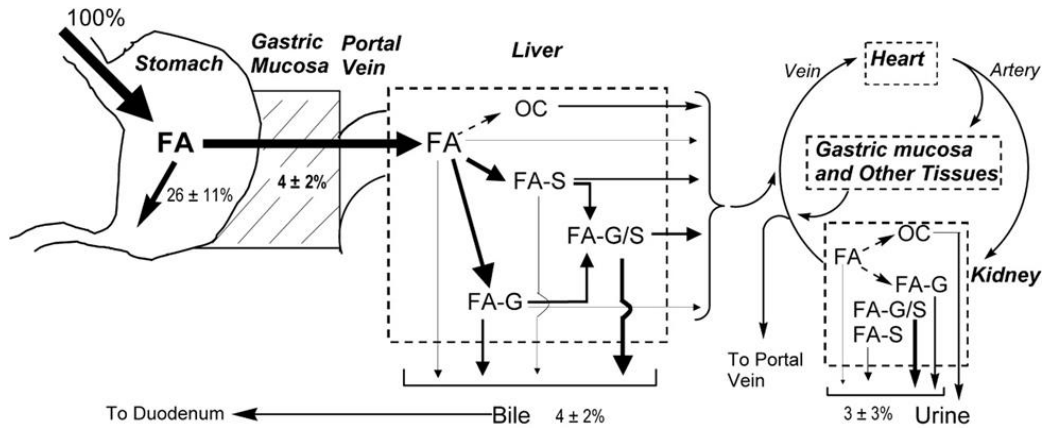 100%
Stomach
Gastric
Mucosa
Portal
Vein
Liver
Vein
Heart
Artery
FA
26 ± 11%
4 ± 2%
FA
OC
FA-S
FA-G/S
FA-G
Gastric mucosa
and Other Tissues
FA
OC
Kidney
FA-G
FA-G/S
FA-S
To Portal
Vein
To Duodenum
Bile
4 ± 2%
3 ± 3%
Urine